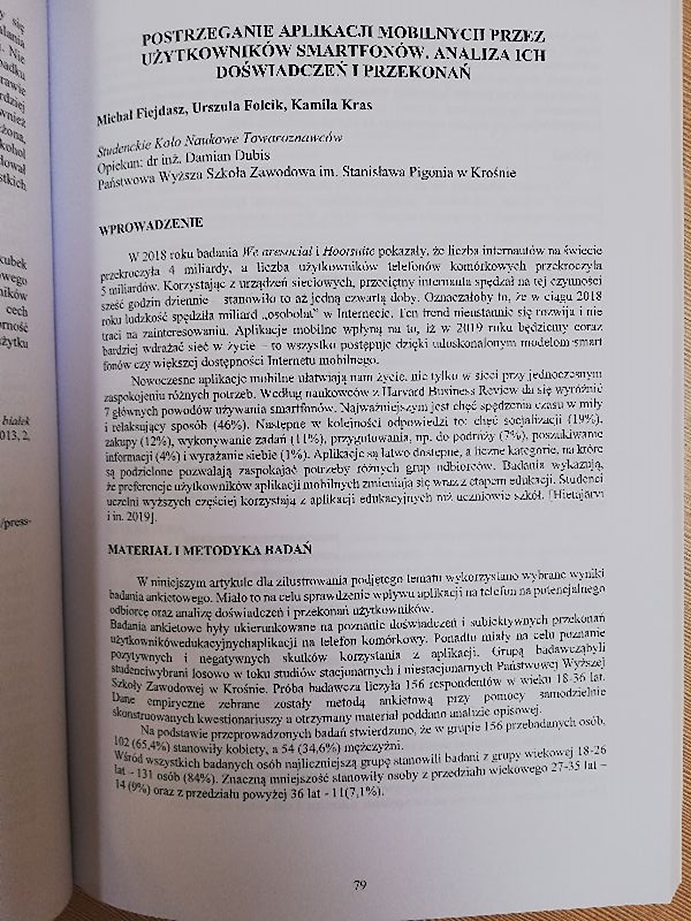 POSTRZEGANIE APLIKACJI MOBILNYCH PRZEZ
UŻYTKOWNIKÓW SMARTFONÓW. ANALIZA ICH
DOŚWIADCZEŃ I PRZEKONAŃ
Michał Fiejdasz, Urszula Folcik, Kamila Kras
Studenckie Koło Naukowe Towaroznawców
Opiekun: dr inż. Damian Dubis
Państwowa Wyższa Szkoła Zawodowa im. Stanisława Pigonia w Krośnie
WPROWADZENIE
W 2018 roku badania We aresocial i Hootsuite pokazały, że liczba internautów na świecie
przekroczyła 4 miliardy, a liczba użytkowników telefonów komórkowych przekroczyła
5 miliardów. Korzystając z urządzeń sieciowych, przeciętny internauta spędzał na tej czynności
sześć godzin dziennie – stanowiło to aż jedną czwartą doby. Oznaczałoby to, że w ciągu 2018
roku ludzkość spędziła miliard „osobolat” w Internecie. Ten trend nieustannie się rozwija i nie
traci na zainteresowaniu. Aplikacje mobilne wpłyną na to, iż w 2019 roku będziemy coraz
bardziej wdrażać sieć w życie – to wszystko postępuje dzięki udoskonalonym modelom smart
fonów czy większej dostępności Internetu mobilnego.
Nowoczesne aplikacje mobilne ułatwiają nam życie, nie tylko w sieci przy jednoczesnym
zaspokojeniu różnych potrzeb. Według naukowców z Harvard Business Review da się wyróżnić
7 głównych powodów używania smartfonów. Najważniejszym jest chęć spędzenia czasu w miły
i relaksujący sposób (46%). Następne w kolejności odpowiedzi to: chęć socjalizacji (19%),
zakupy (12%), wykonywanie zadań (11%), przygotowania, np. do podróży (7%), poszukiwanie
informacji (4%) i wyrażanie siebie (1%). Aplikacje są łatwo dostępne, a liczne kategorie, na które
są podzielone pozwalają zaspokajać potrzeby różnych grup odbiorców. Badania wykazują,
że preferencje użytkowników aplikacji mobilnych zmieniają się wraz z etapem edukacji. Studenci
uczelni wyższych częściej korzystają z aplikacji edukacyjnych niż uczniowie szkół. [Hietajärvi
i in. 2019].
MATERIAŁ I METODYKA BADAŃ
W niniejszym artykule dla zilustrowania podjętego tematu wykorzystano wybrane wyniki
badania ankietowego. Miało to na celu sprawdzenie wpływu aplikacji na telefon na potencjalnego
odbiorcę oraz analizę doświadczeń i przekonań użytkowników.
Badania ankietowe były ukierunkowane na poznanie doświadczeń i subiektywnych przekonań
użytkownikówedukacyjnychaplikacji na telefon komórkowy. Ponadto miały na celu poznanie
pozytywnych i negatywnych skutków korzystania z aplikacji. Grupą badawcząbyli
studenciwybrani losowo w toku studiów stacjonarnych i niestacjonarnych Państwowej Wyższej
Szkoły Zawodowej w Krośnie. Próba badawcza liczyła 156 respondentów w wieku 18-36 lat.
Dane empiryczne zebrane zostały metodą ankietową przy pomocy samodzielnie
skonstruowanych kwestionariuszy a otrzymany materiał poddano analizie opisowej.
Na podstawie przeprowadzonych badań stwierdzono, że w grupie 156 przebadanych osób,
102 (65,4%) stanowiły kobiety, a 54 (34,6%) mężczyźni.
Wśród wszystkich badanych osób najliczniejszą grupę stanowili badani z grupy wiekowej 18-26
lat - 131 osób (84%). Znaczną mniejszość stanowiły osoby z przedziału wiekowego 27-35 lat –
14 (9%) oraz z przedziału powyżej 36 lat - 11(7,1%).
79